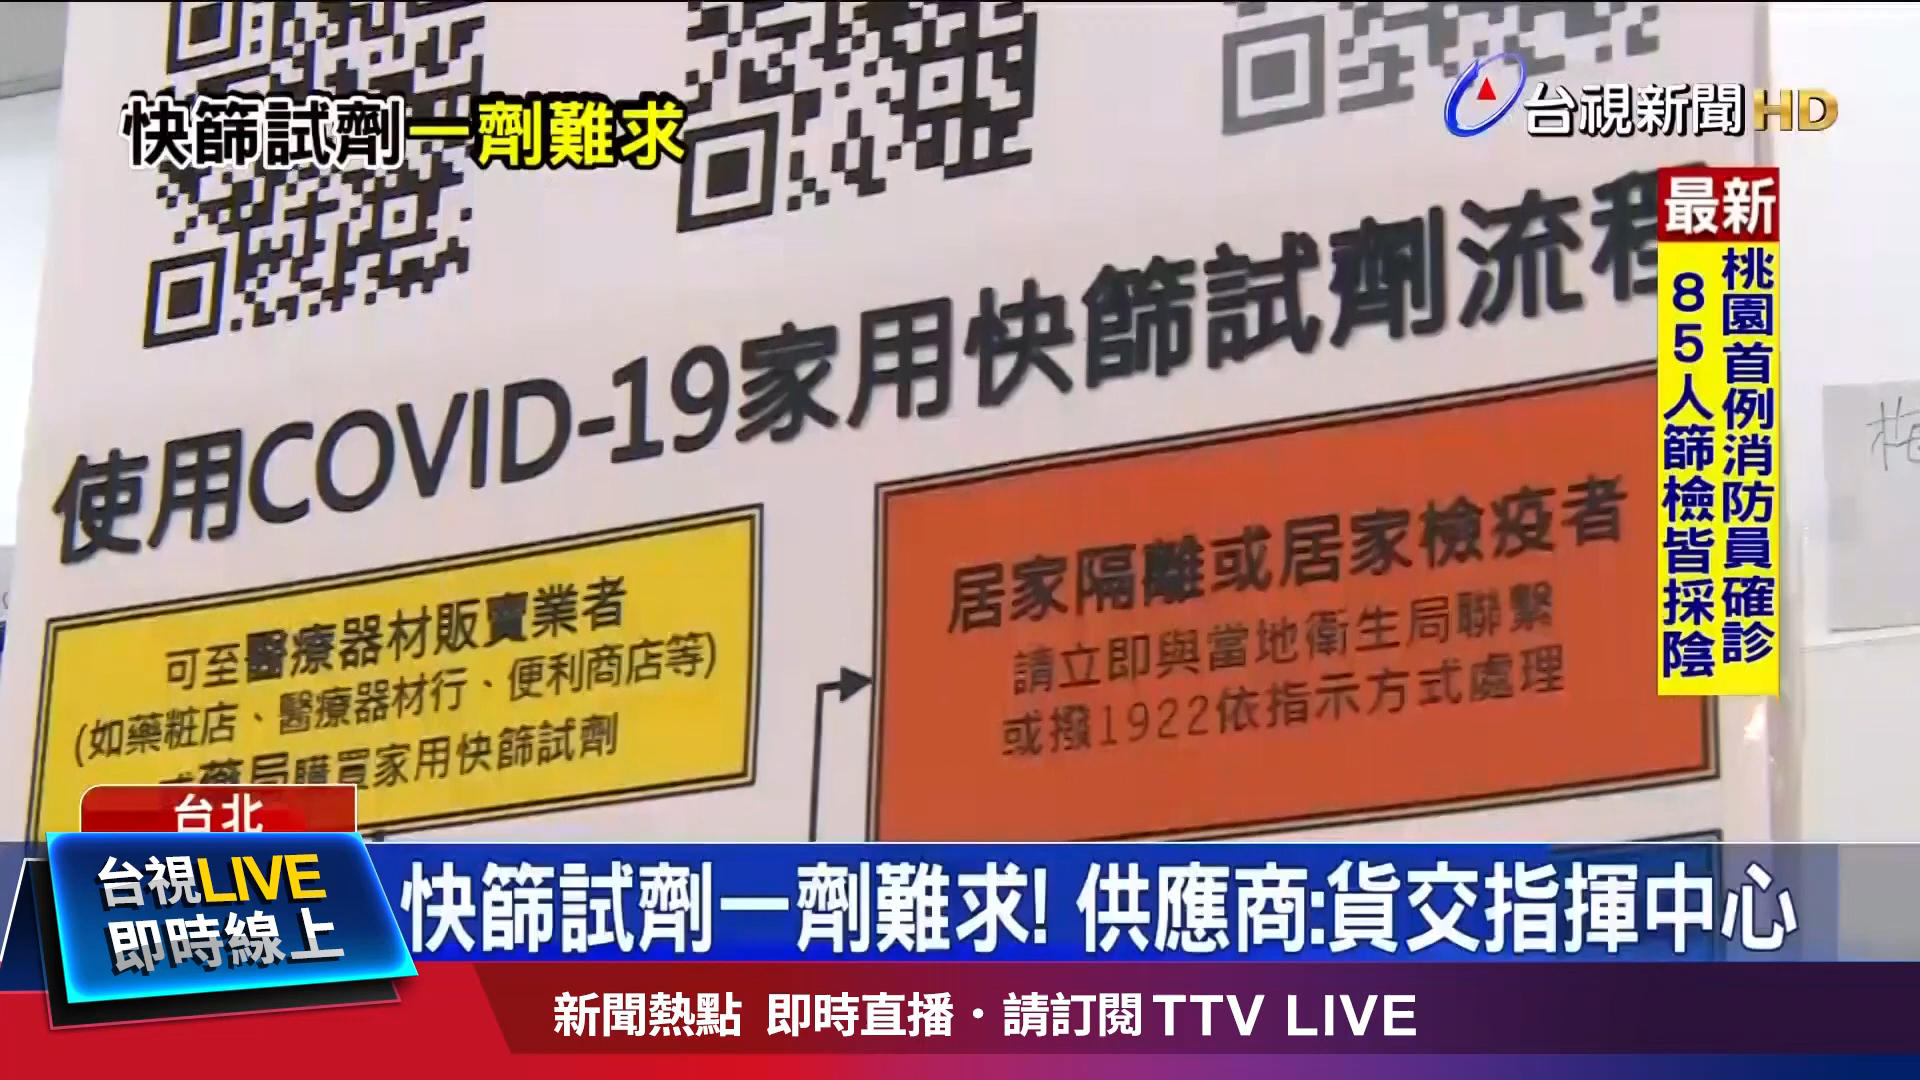 快篩試劑一劑難求
台視新聞HD
最新
桃園首例消防員確診
85人篩檢皆採陰
使用COVID-19家用快篩試劑流程
可至醫療器材販賣業者
(如藥粧店、醫療器材行、便利商店等)
或藥局購買家用快篩試劑
居家隔離或居家檢疫者
請立即與當地衛生局聯繫
或撥1922依指示方式處理
台北
台視LIVE
即時線上
快篩試劑一劑難求! 供應商:貨交指揮中心
新聞熱點 即時直播・請訂閱TTV LIVE